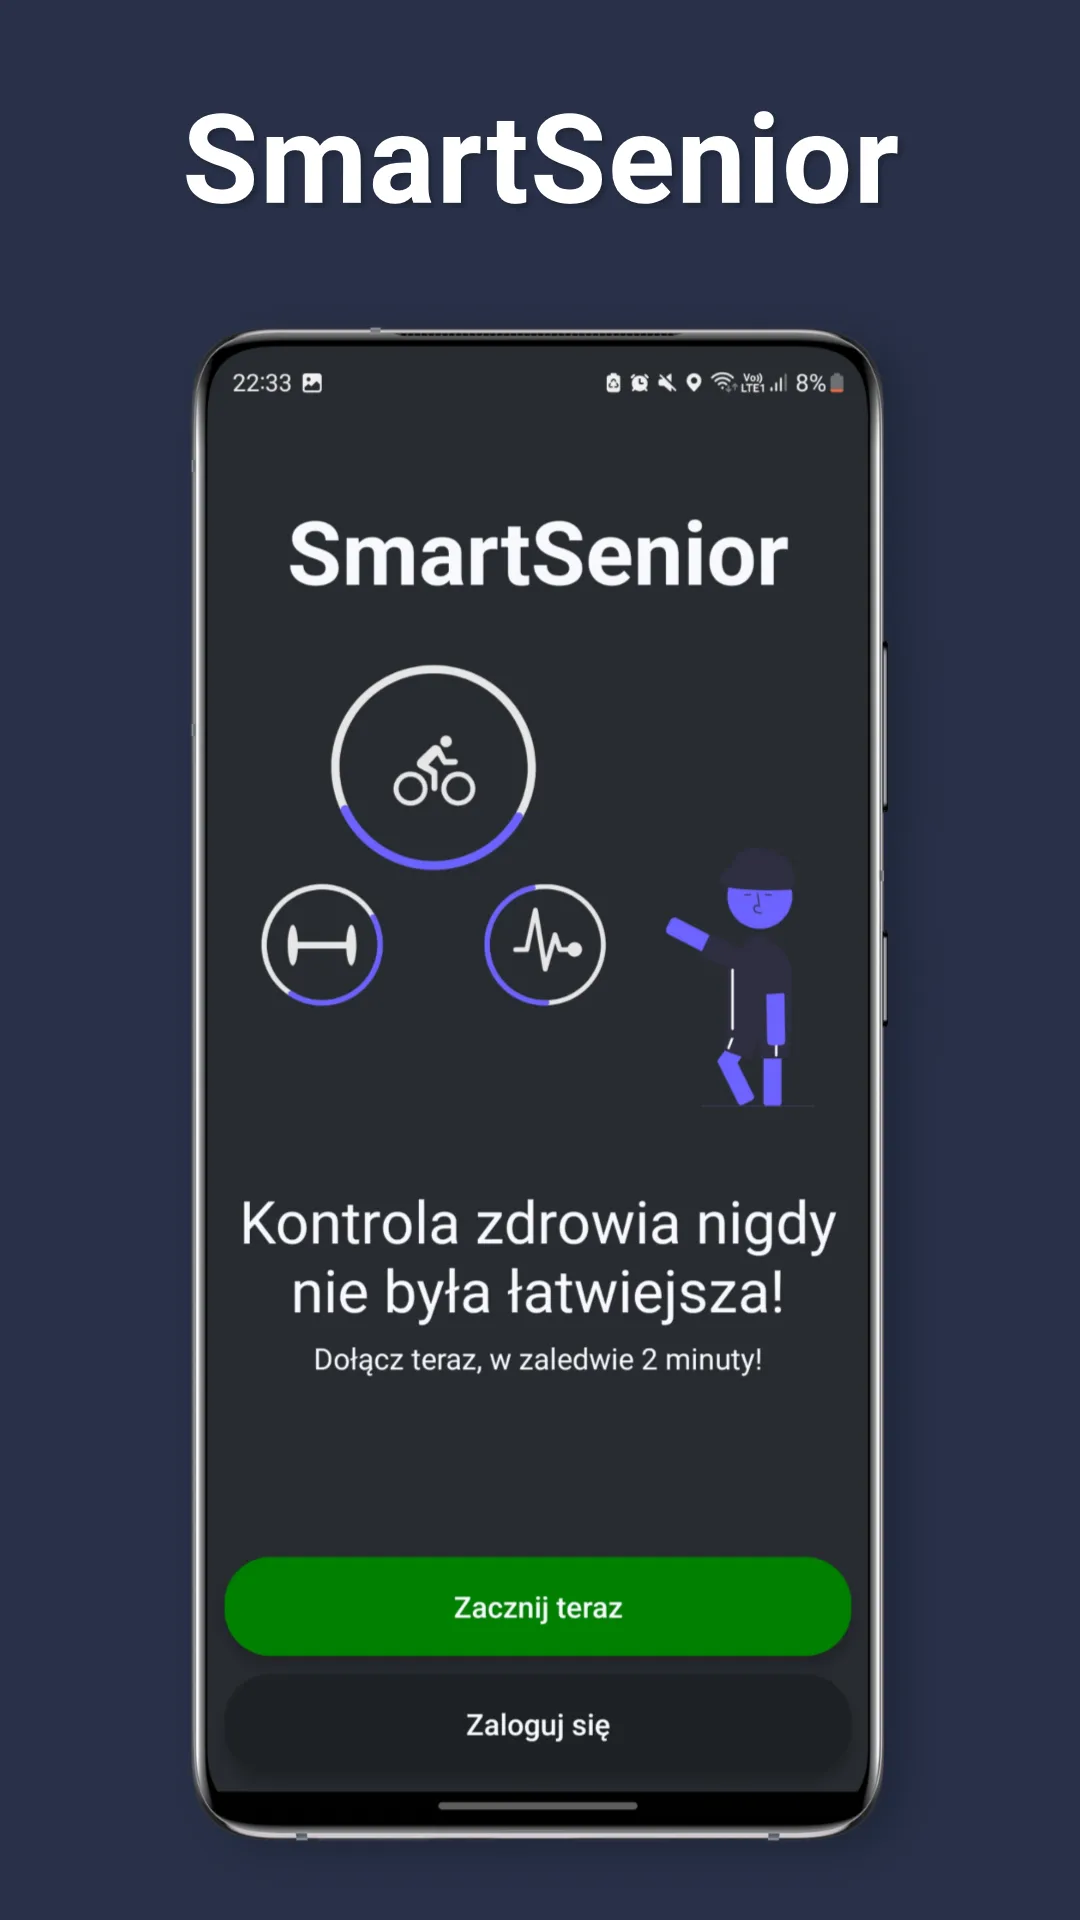 SmartSenior
22:33 Vo)) LTE1 8%
SmartSenior
Kontrola zdrowia nigdy
nie była łatwiejsza!
Dołącz teraz, w zaledwie 2 minuty!
Zacznij teraz
Zaloguj się